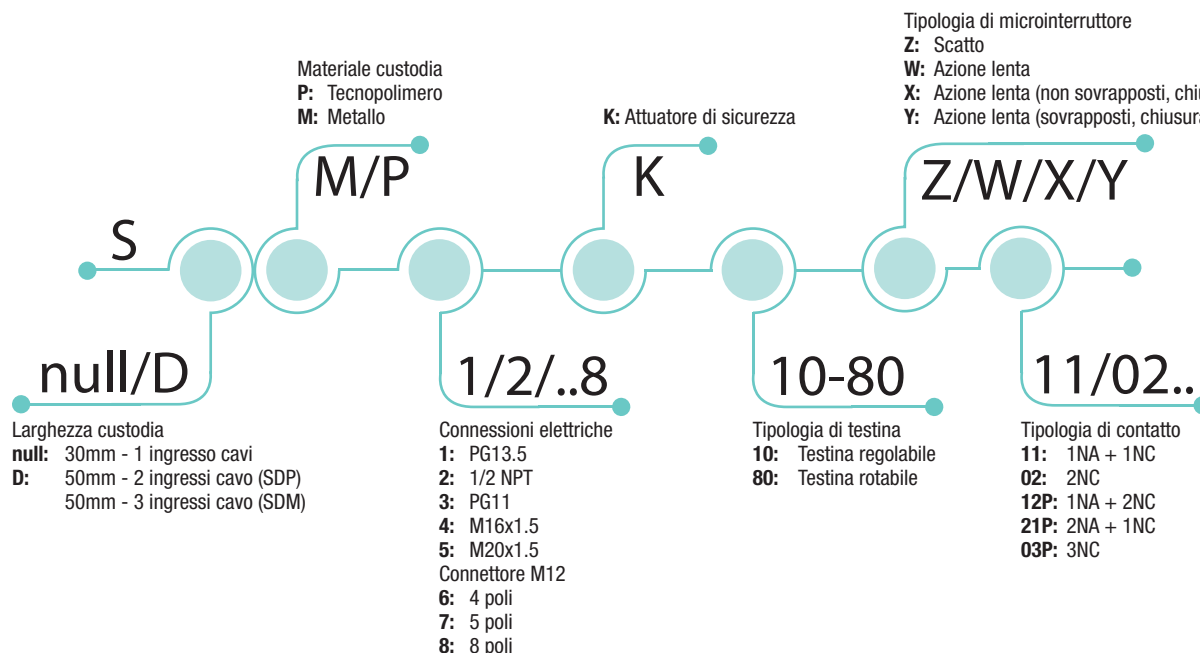 Tipologia di microinterruttore
Z: Scatto
W: Azione lenta
X: Azione lenta (non sovrapposti,
Y: Azione lenta (sovrapposti,
Materiale custodia
P: Tecnopolimero
M: Metallo
K: Attuatore di sicurezza
M/P
K
Z/W/X/Y
S
null/D
1/2/..8
10-80
11/02..
Larghezza custodia
null: 30mm - 1 ingresso cavi
D: 50mm - 2 ingressi cavo (SDP)
50mm - 3 ingressi cavo (SDM)
Connessioni elettriche
1: PG13.5
2: 1/2 NPT
3: PG11
4: M16x1.5
5: M20x1.5
Connettore M12
6: 4 poli
7: 5 poli
8: 8 poli
Tipologia di testina
10: Testina regolabile
80: Testina rotabile
Tipologia di contatto
11: 1NA + 1NC
02: 2NC
12P: 1NA + 2NC
21P: 2NA + 1NC
03P: 3NC